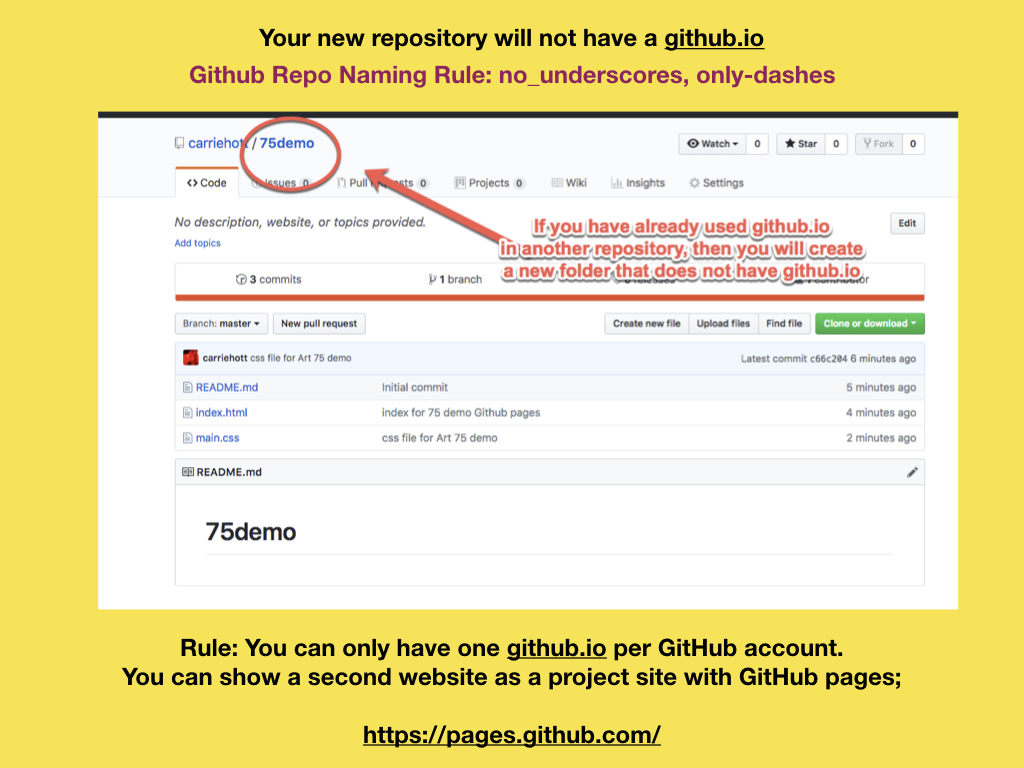 Your new repository will not have a github.io
Github Repo Naming Rule: no_underscores, only-dashes
carriehott / 75demo
Watch 0 Star 0 Fork 0
Code Issues 0 Pull requests 0 Projects 0 Wiki Insights Settings
No description, website, or topics provided. Edit
Add topics
If you have already used github.io
in another repository, then you will create
a new folder that does not have github.io
3 commits 1 branch
Branch: master New pull request Create new file Upload files Find file Clone or download
carriehott css file for Art 75 demo Latest commit c66c204 6 minutes ago
README.md Initial commit 5 minutes ago
index.html index for 75 demo Github pages 4 minutes ago
main.css css file for Art 75 demo 2 minutes ago
README.md
75demo
Rule: You can only have one github.io per GitHub account.
You can show a second website as a project site with GitHub pages;
https://pages.github.com/